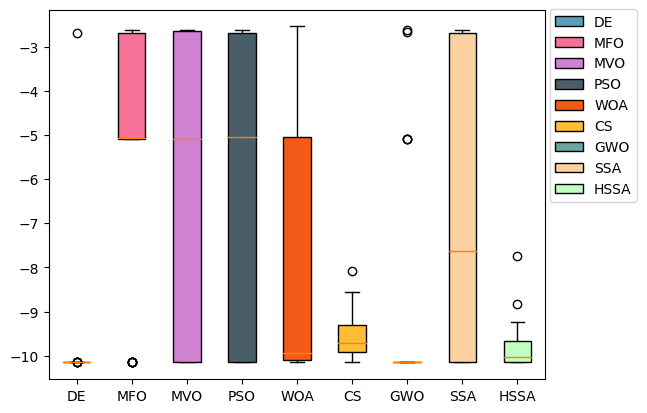 −3
−4
−5
−6
−7
−8
−9
−10
DE MFO MVO PSO WOA CS GWO SSA HSSA
DE
MFO
MVO
PSO
WOA
CS
GWO
SSA
HSSA